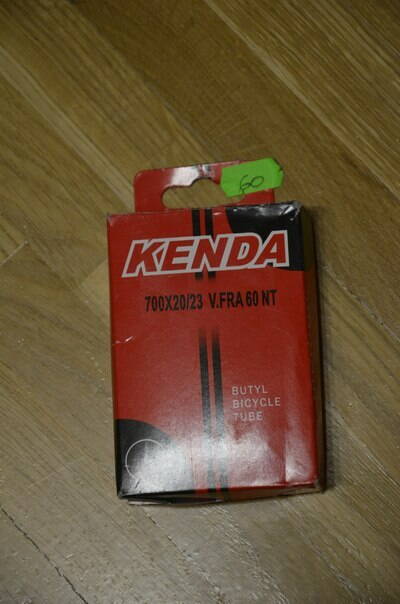 60
KENDA
700X20/23 V.FRA 60 NT
BUTYL
BICYCLE
TUBE